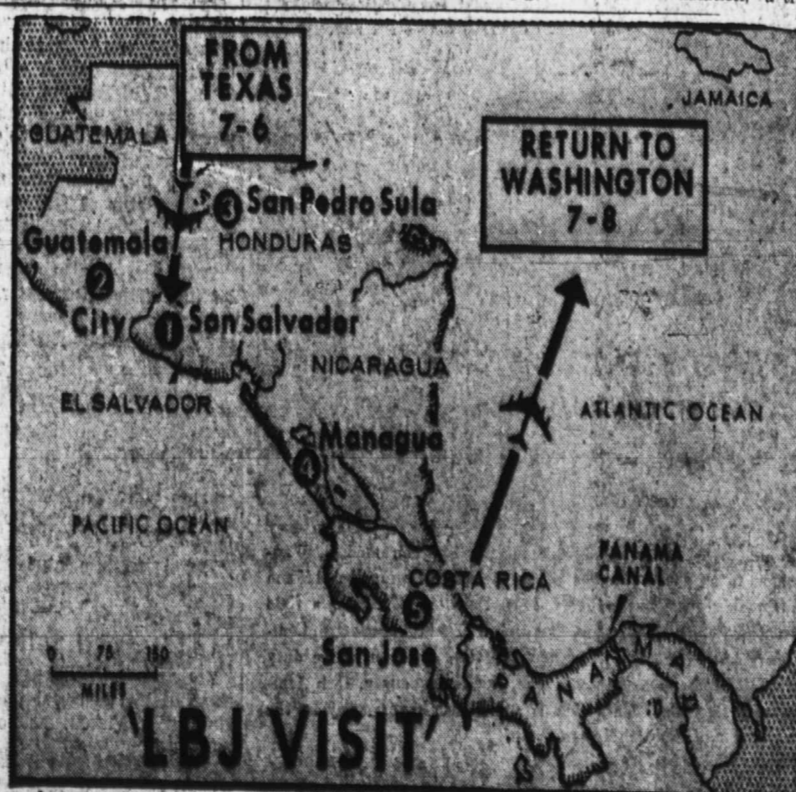 FROM
TEXAS
7-6
JAMAICA
GUATEMALA
RETURN TO
WASHINGTON
7-8
3 San Pedro Sula
HONDURAS
Guatemala
2
City
1 San Salvador
NICARAGUA
EL SALVADOR
ATLANTIC OCEAN
Managua
4
PACIFIC OCEAN
PANAMA
CANAL
COSTA RICA
5
San Jose
0 75 150
MILES
PANAMA
'LBJ VISIT'